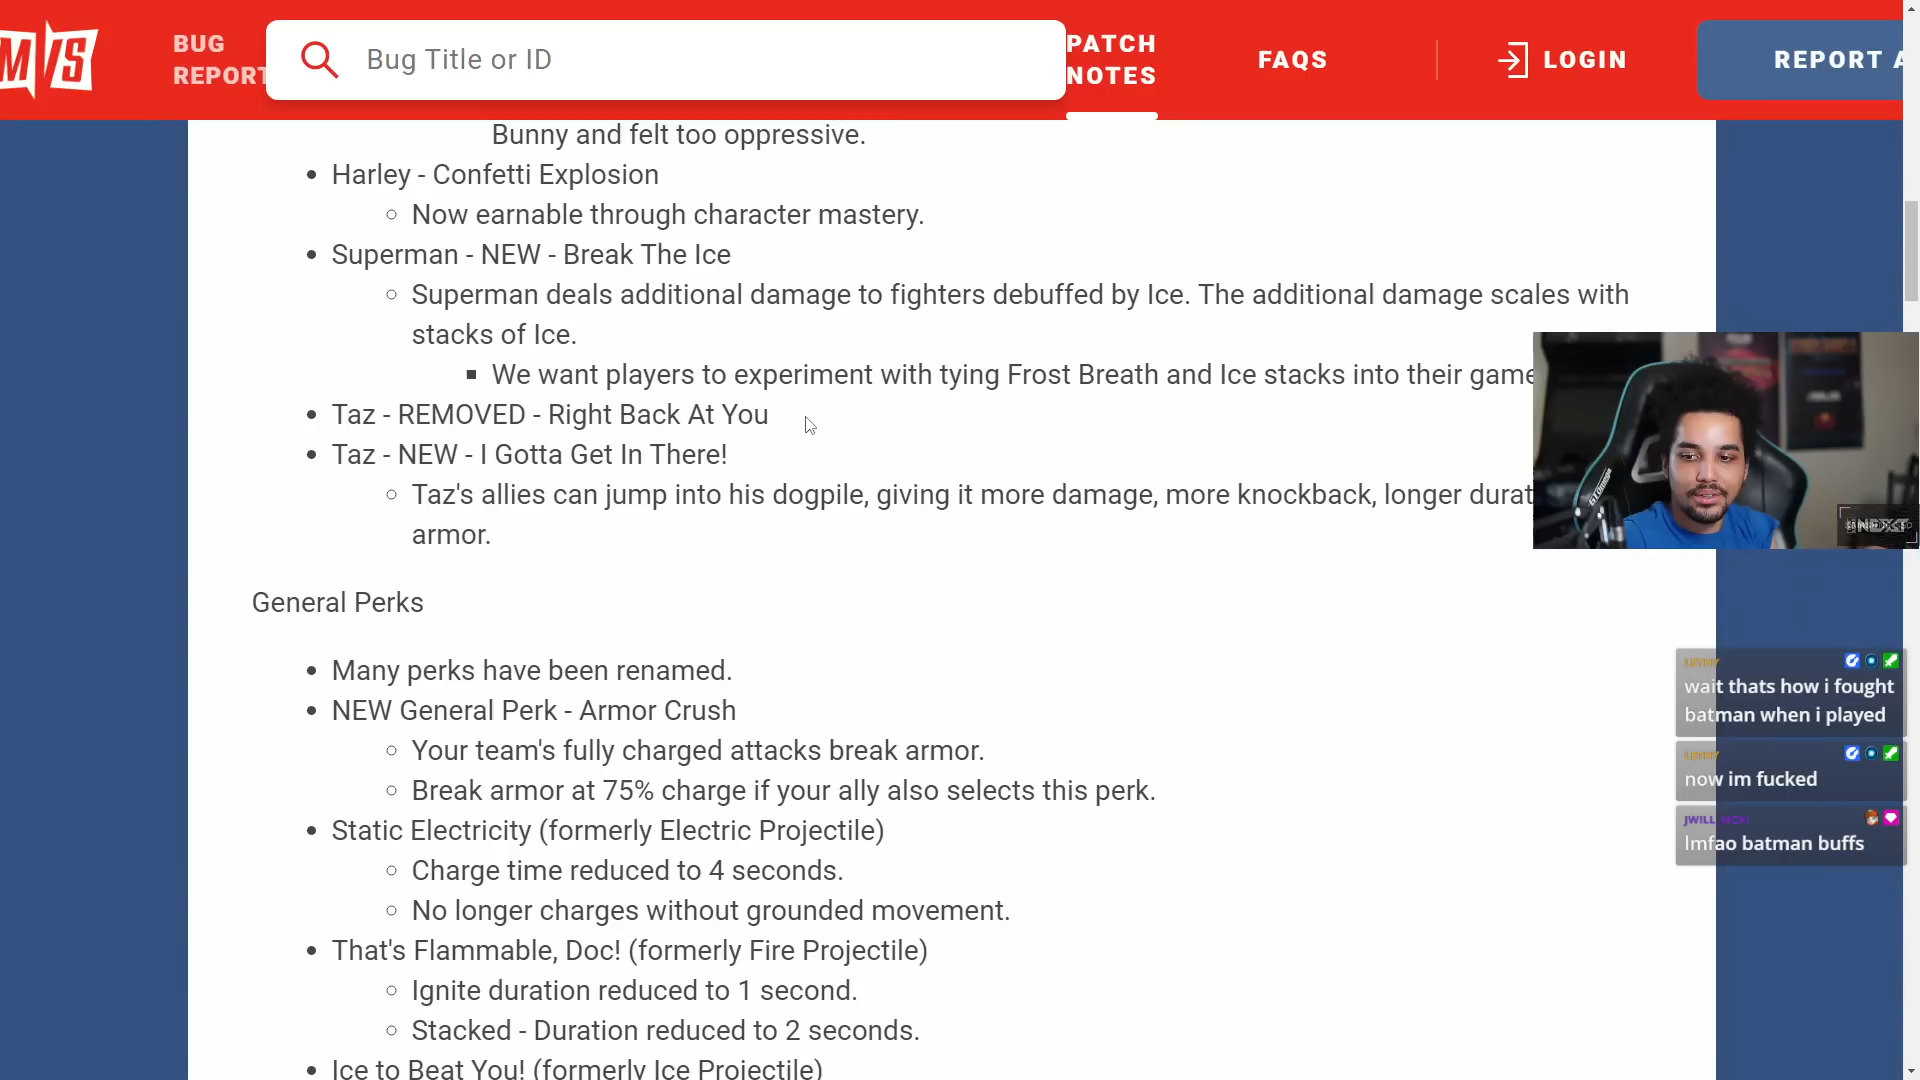 M/S
BUG
REPORT
Bug Title or ID
PATCH
NOTES
FAQS
LOGIN
REPORT A
Bunny and felt too oppressive.
• Harley - Confetti Explosion
○ Now earnable through character mastery.
• Superman - NEW - Break The Ice
○ Superman deals additional damage to fighters debuffed by Ice. The additional damage scales with
stacks of Ice.
■ We want players to experiment with tying Frost Breath and Ice stacks into their game
• Taz - REMOVED - Right Back At You
• Taz - NEW - I Gotta Get In There!
○ Taz's allies can jump into his dogpile, giving it more damage, more knockback, longer durat
armor.
General Perks
• Many perks have been renamed.
• NEW General Perk - Armor Crush
○ Your team's fully charged attacks break armor.
○ Break armor at 75% charge if your ally also selects this perk.
• Static Electricity (formerly Electric Projectile)
○ Charge time reduced to 4 seconds.
○ No longer charges without grounded movement.
• That's Flammable, Doc! (formerly Fire Projectile)
○ Ignite duration reduced to 1 second.
○ Stacked - Duration reduced to 2 seconds.
• Ice to Beat You! (formerly Ice Projectile)
wait thats how i fought
batman when i played
now im fucked
lmfao batman buffs